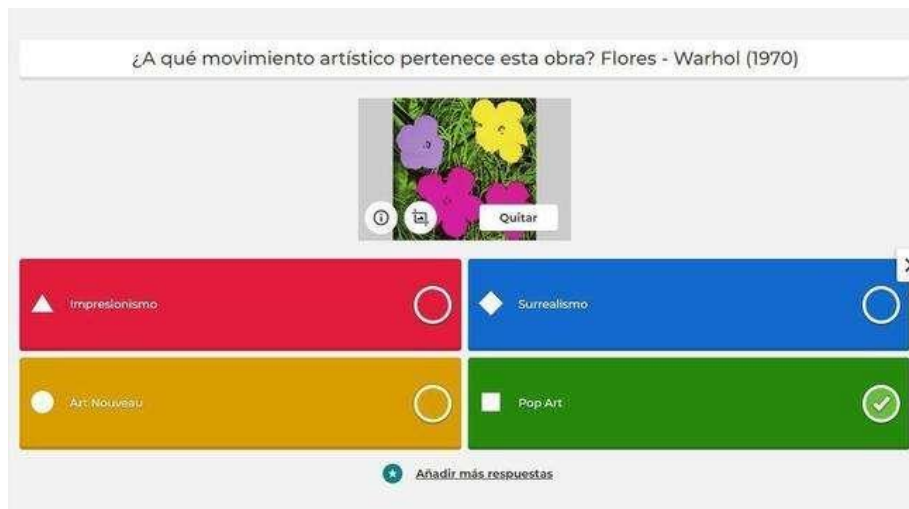 ¿A qué movimiento artístico pertenece esta obra? Flores - Warhol (1970)
Quitar
Impresionismo
Surrealismo
Art Nouveau
Pop Art
Añadir más respuestas